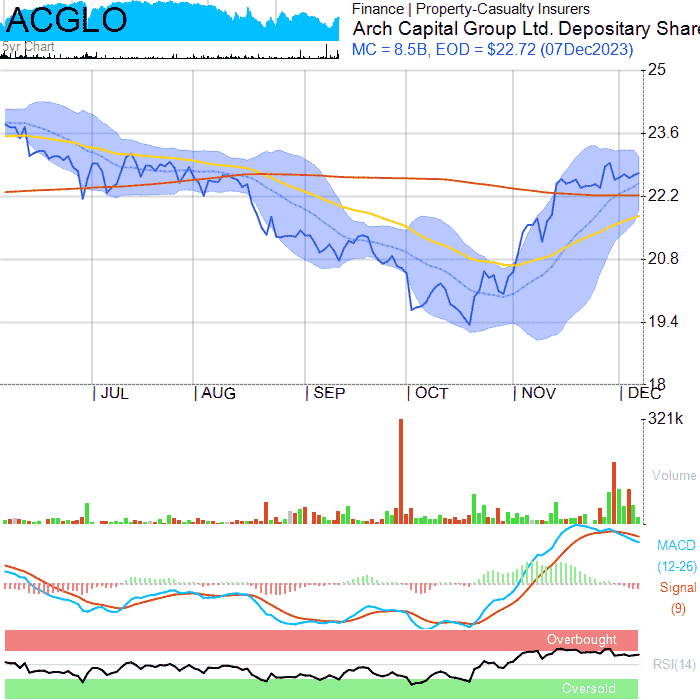 ACGLO
5yr Chart
Finance | Property-Casualty Insurers
Arch Capital Group Ltd. Depositary Share
MC = 8.5B, EOD = $22.72 (07Dec2023)
25
23.6
22.2
20.8
19.4
18
JUL AUG SEP OCT NOV DEC
321k
Volume
MACD
(12-26)
Signal
(9)
Overbought
RSI(14)
Oversold